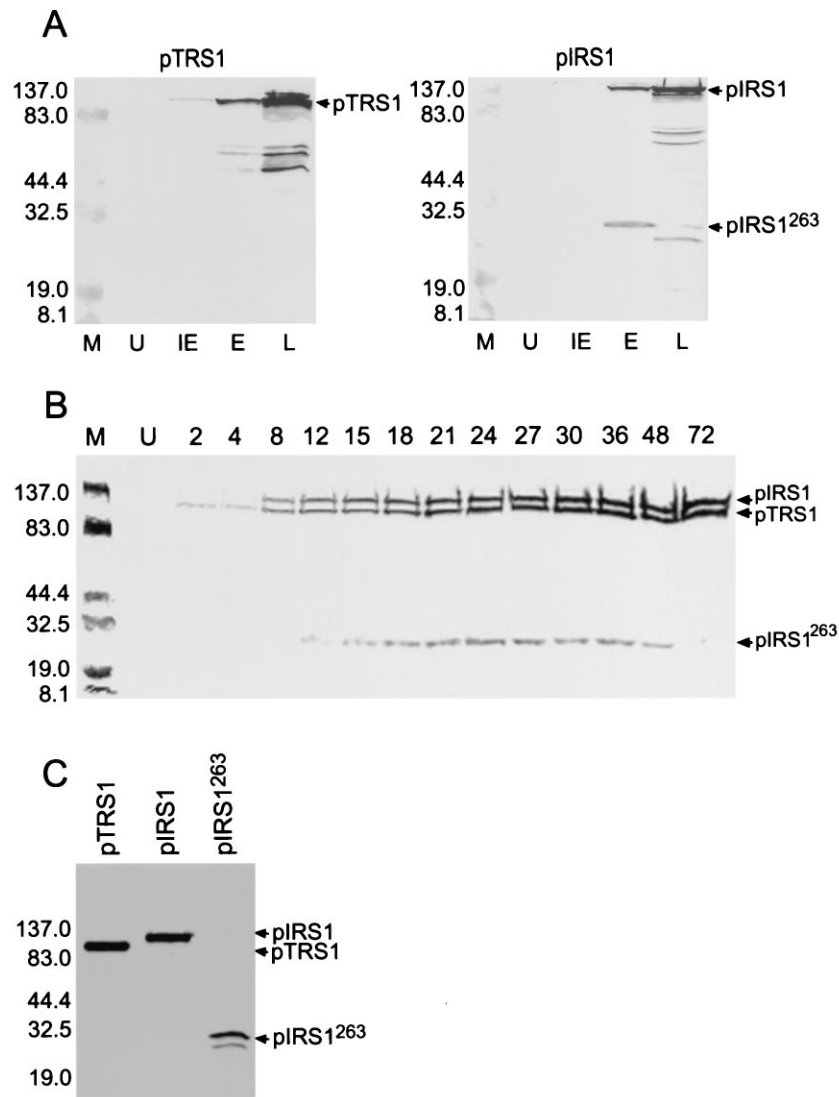 A
pTRS1
pIRS1
137.0
83.0
44.4
32.5
19.0
8.1
pTRS1
M U IE E L
137.0
83.0
44.4
32.5
19.0
8.1
pIRS1
pIRS1²⁶³
M U IE E L
B
M U 2 4 8 12 15 18 21 24 27 30 36 48 72
137.0
83.0
44.4
32.5
19.0
8.1
pIRS1
pTRS1
pIRS1²⁶³
C
pTRS1
pIRS1
pIRS1²⁶³
137.0
83.0
44.4
32.5
19.0
pIRS1
pTRS1
pIRS1²⁶³